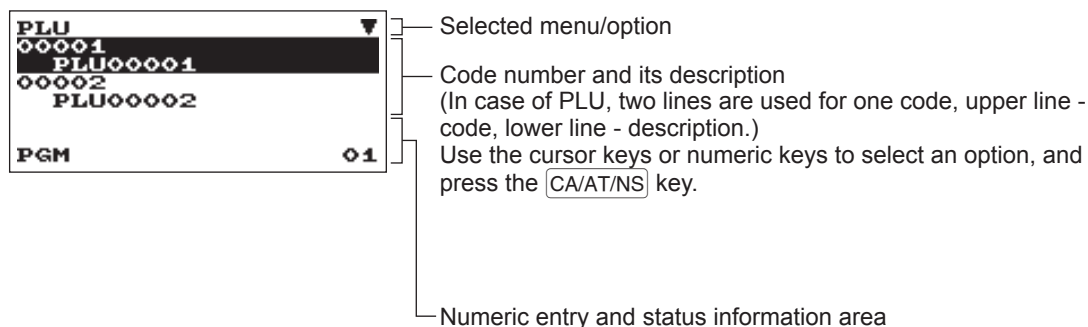 PLU ▼
00001
PLU00001
00002
PLU00002
PGM 01
Selected menu/option
Code number and its description
(In case of PLU, two lines are used for one code, upper line -
code, lower line - description.)
Use the cursor keys or numeric keys to select an option, and
press the CA/AT/NS key.
Numeric entry and status information area